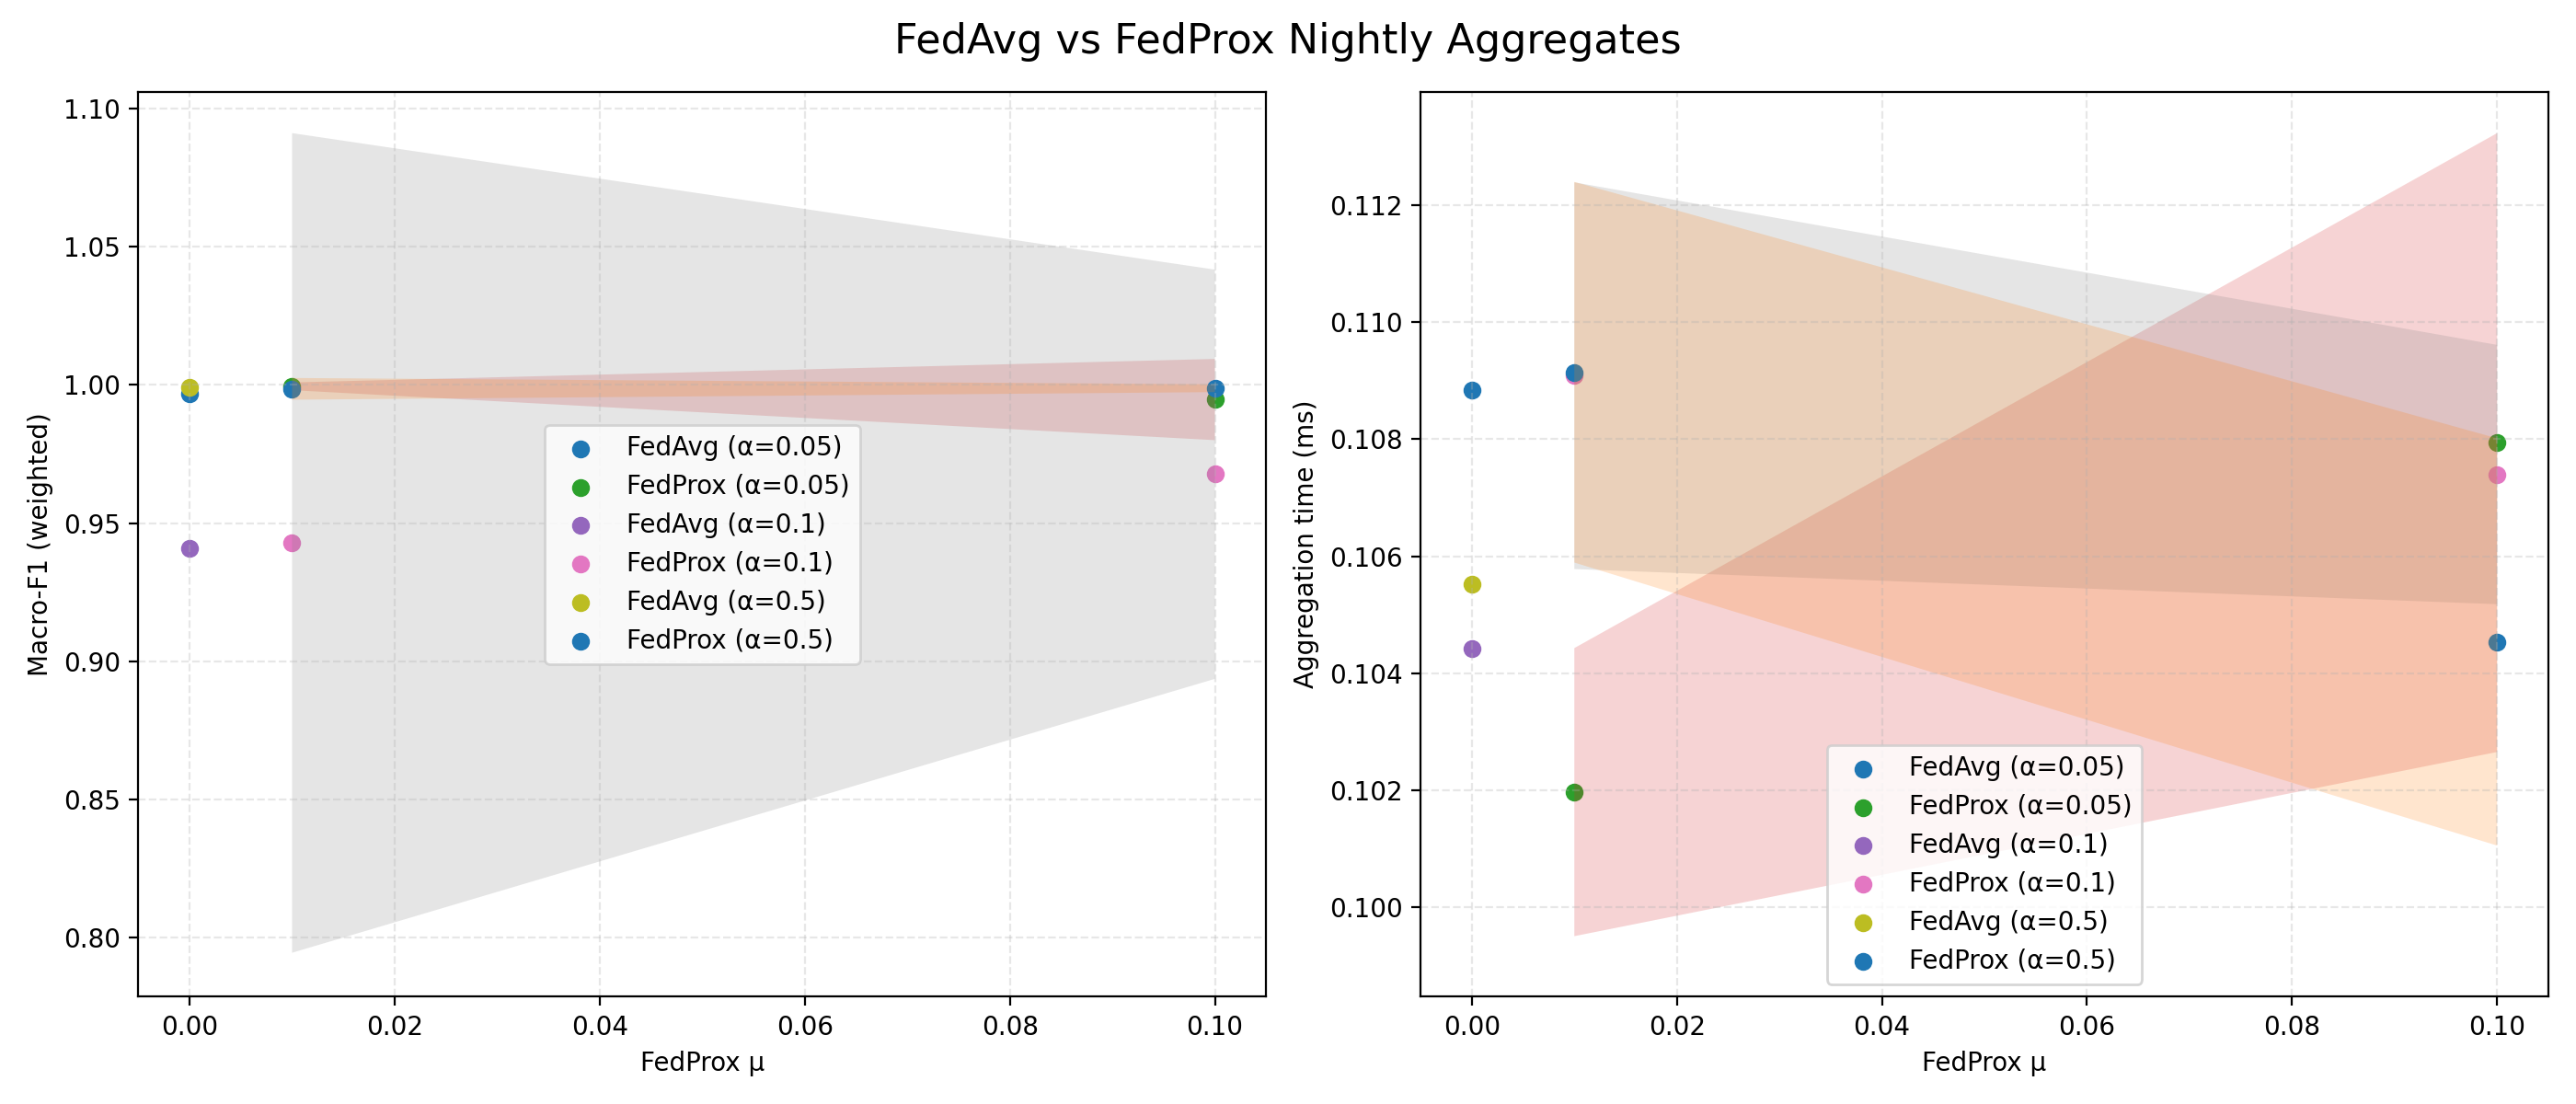 FedAvg vs FedProx Nightly Aggregates
Macro-F1 (weighted)
1.10
1.05
1.00
0.95
0.90
0.85
0.80
FedAvg (α=0.05)
FedProx (α=0.05)
FedAvg (α=0.1)
FedProx (α=0.1)
FedAvg (α=0.5)
FedProx (α=0.5)
0.00 0.02 0.04 0.06 0.08 0.10
FedProx μ
Aggregation time (ms)
0.112
0.110
0.108
0.106
0.104
0.102
0.100
FedAvg (α=0.05)
FedProx (α=0.05)
FedAvg (α=0.1)
FedProx (α=0.1)
FedAvg (α=0.5)
FedProx (α=0.5)
0.00 0.02 0.04 0.06 0.08 0.10
FedProx μ